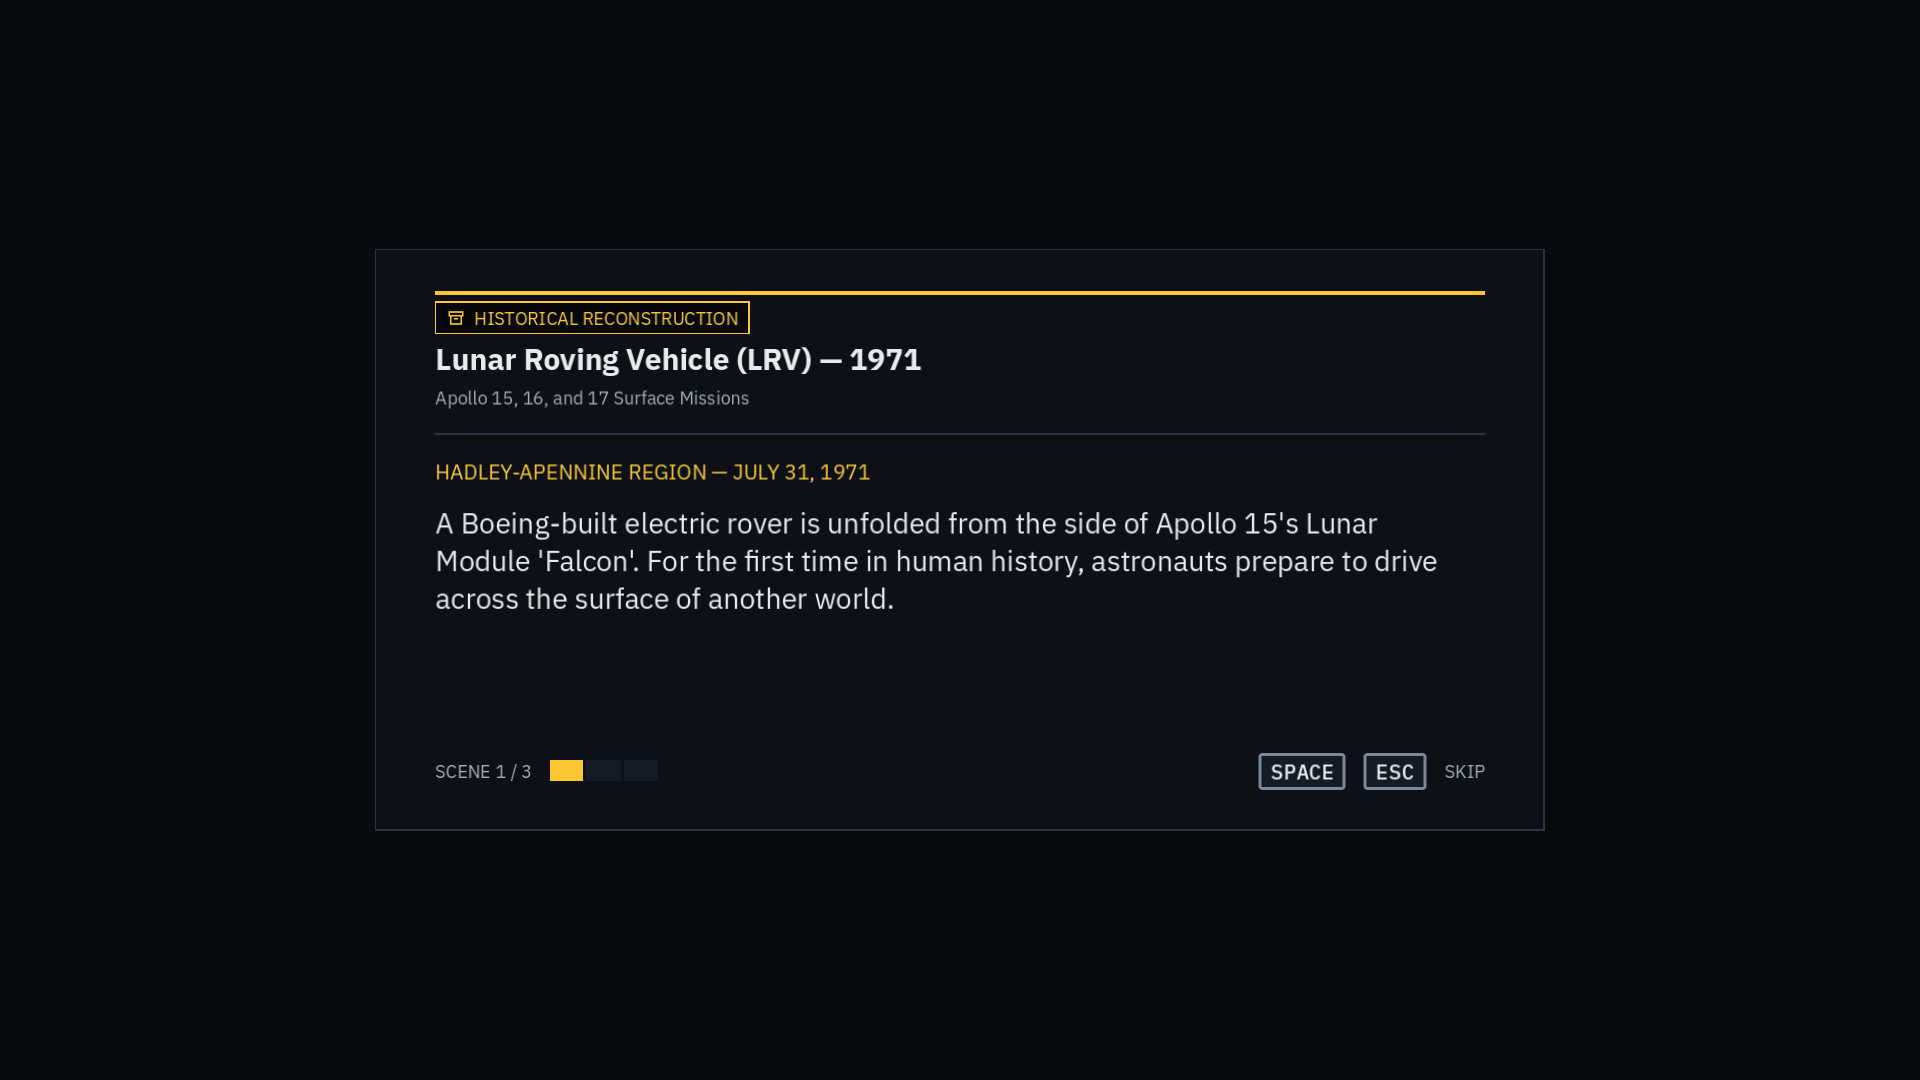 HISTORICAL RECONSTRUCTION
Lunar Roving Vehicle (LRV) — 1971
Apollo 15, 16, and 17 Surface Missions
HADLEY-APENNINE REGION — JULY 31, 1971
A Boeing-built electric rover is unfolded from the side of Apollo 15's Lunar
Module 'Falcon'. For the first time in human history, astronauts prepare to drive
across the surface of another world.
SCENE 1 / 3
SPACE ESC SKIP